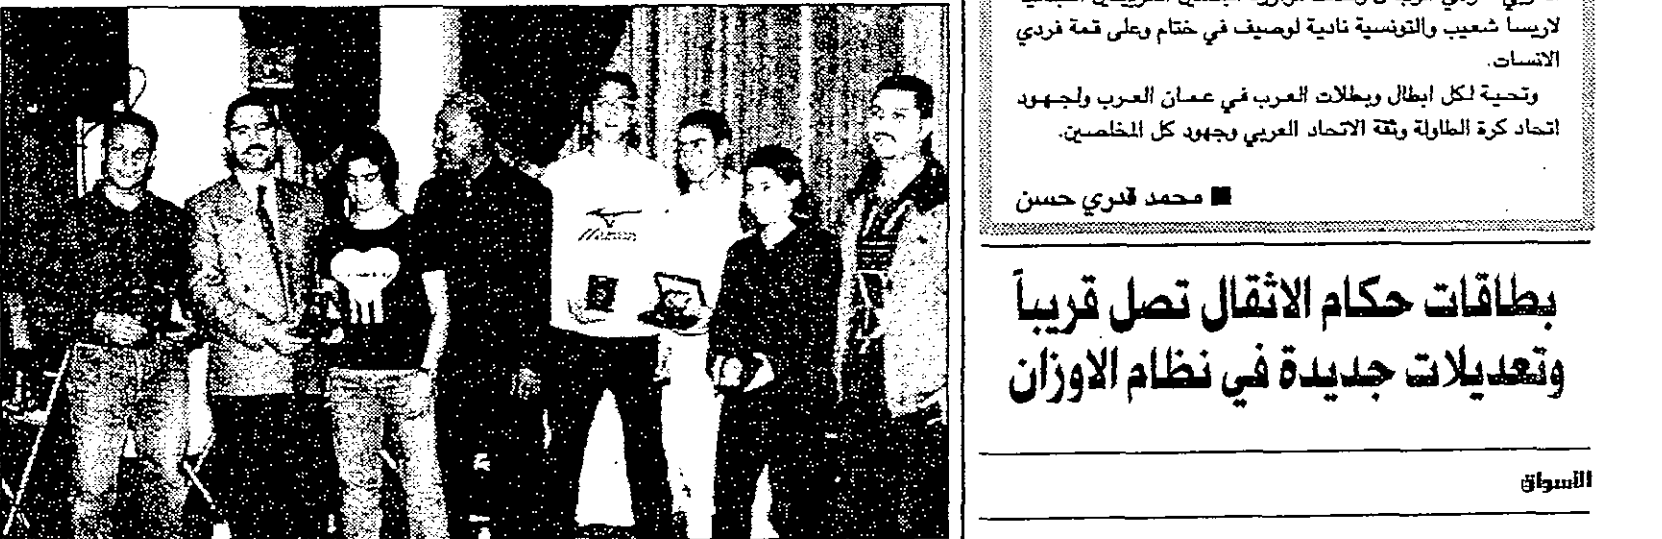 لاريسا شعيب والتونسية نادية لوصيف في ختام وعلى قمة فردي
الانسات.
وتحية لكل ابطال وبطلات العرب في عمان العرب ولجهود
اتحاد كرة الطاولة وثقة الاتحاد العربي وجهود كل المخلصين.
■ محمد قدري حسن
بطاقات حكام الاثقال تصل قريباً
وتعديلات جديدة في نظام الاوزان
الأسواق